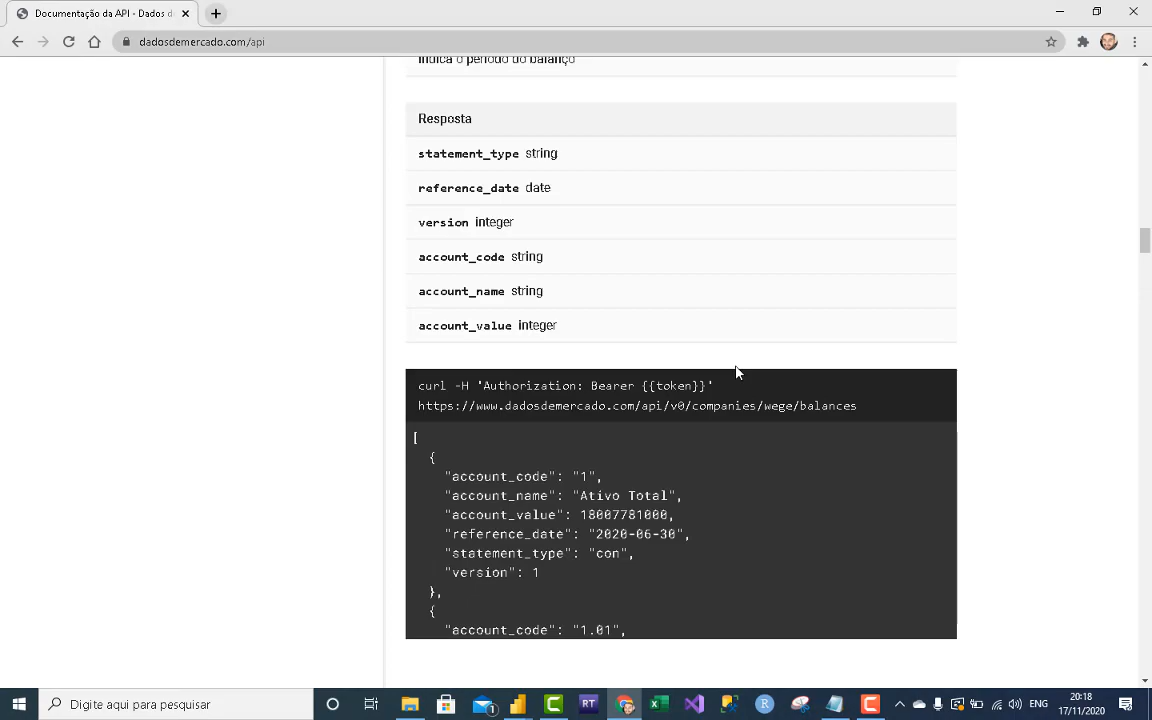 Documentação da API - Dados d
dadosdemercado.com/api
Indica o período do balanço
Resposta
statement_type string
reference_date date
version integer
account_code string
account_name string
account_value integer
curl -H 'Authorization: Bearer {{token}}'
https://www.dadosdemercado.com/api/v0/companies/wege/balances
[
{
"account_code": "1",
"account_name": "Ativo Total",
"account_value": 18007781000,
"reference_date": "2020-06-30",
"statement_type": "con",
"version": 1
},
{
"account_code": "1.01",
Digite aqui para pesquisar
1
RT
ENG
20:18
17/11/2020